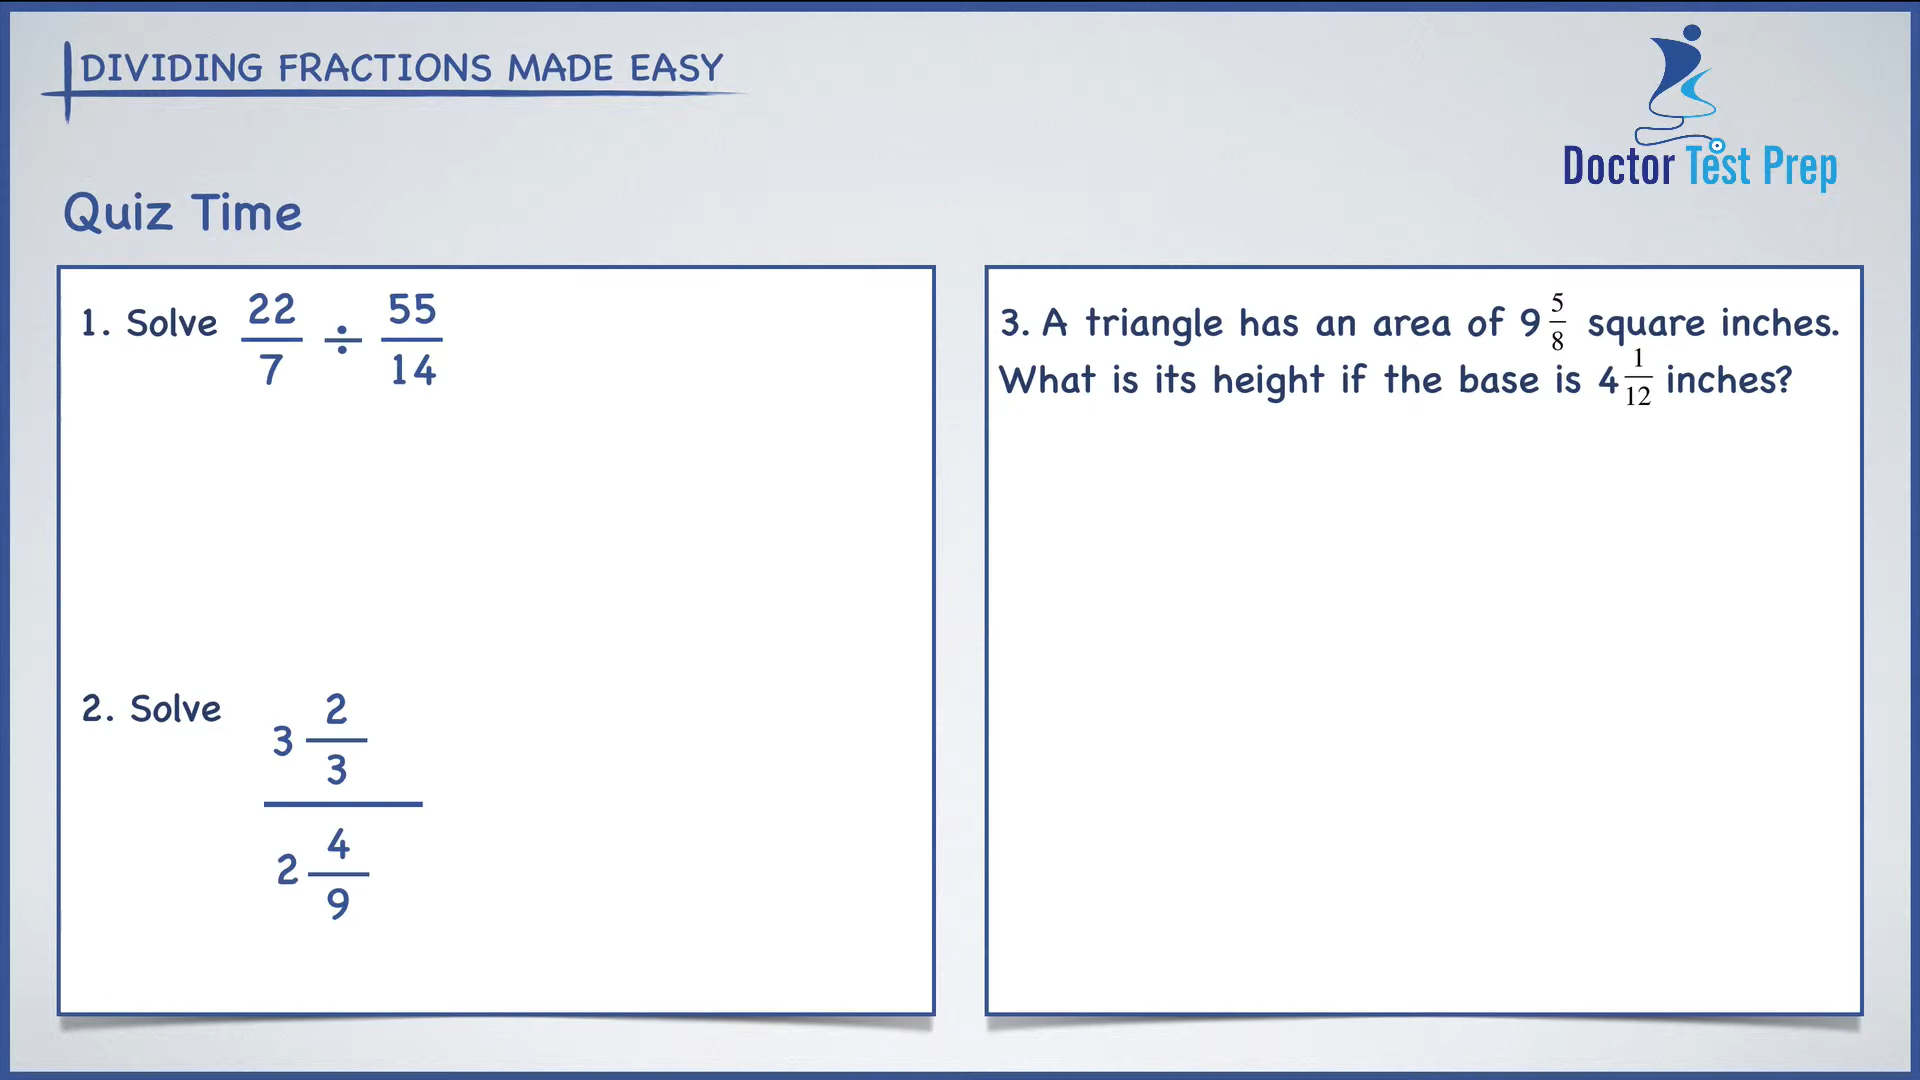 DIVIDING FRACTIONS MADE EASY
Doctor Test Prep
Quiz Time
1. Solve 22/7 ÷ 55/14
2. Solve
3 2/3
2 4/9
3. A triangle has an area of 9 5/8 square inches.
What is its height if the base is 4 1/12 inches?